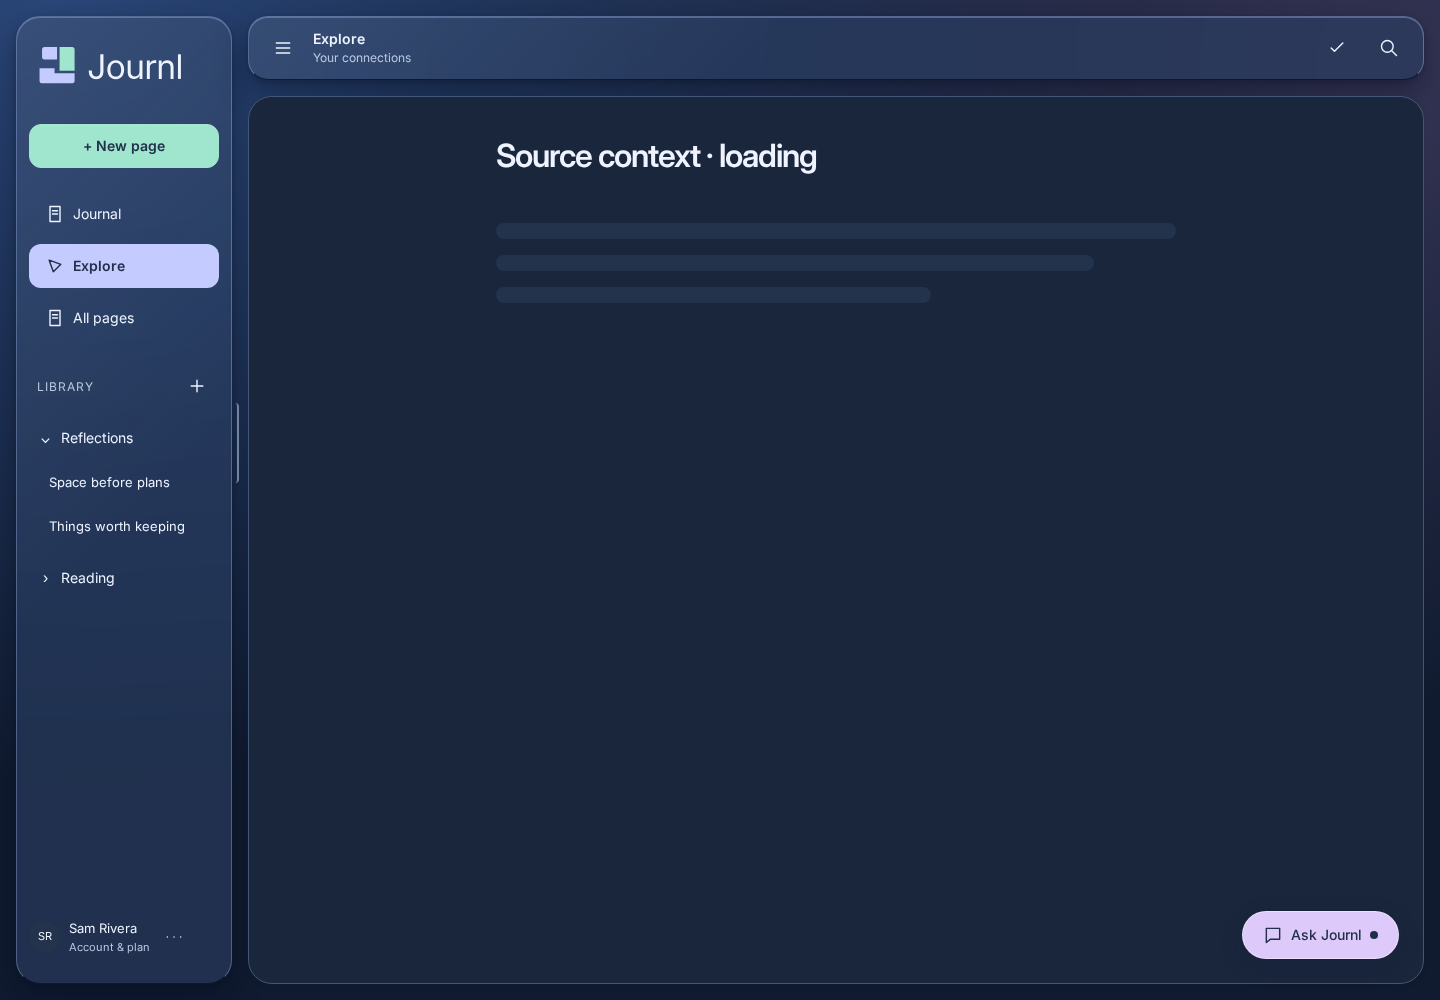 Journl
+ New page
Journal
Explore
All pages
LIBRARY
Reflections
Space before plans
Things worth keeping
Reading
SR
Sam Rivera
Account & plan
Explore
Your connections
Source context · loading
Ask Journl